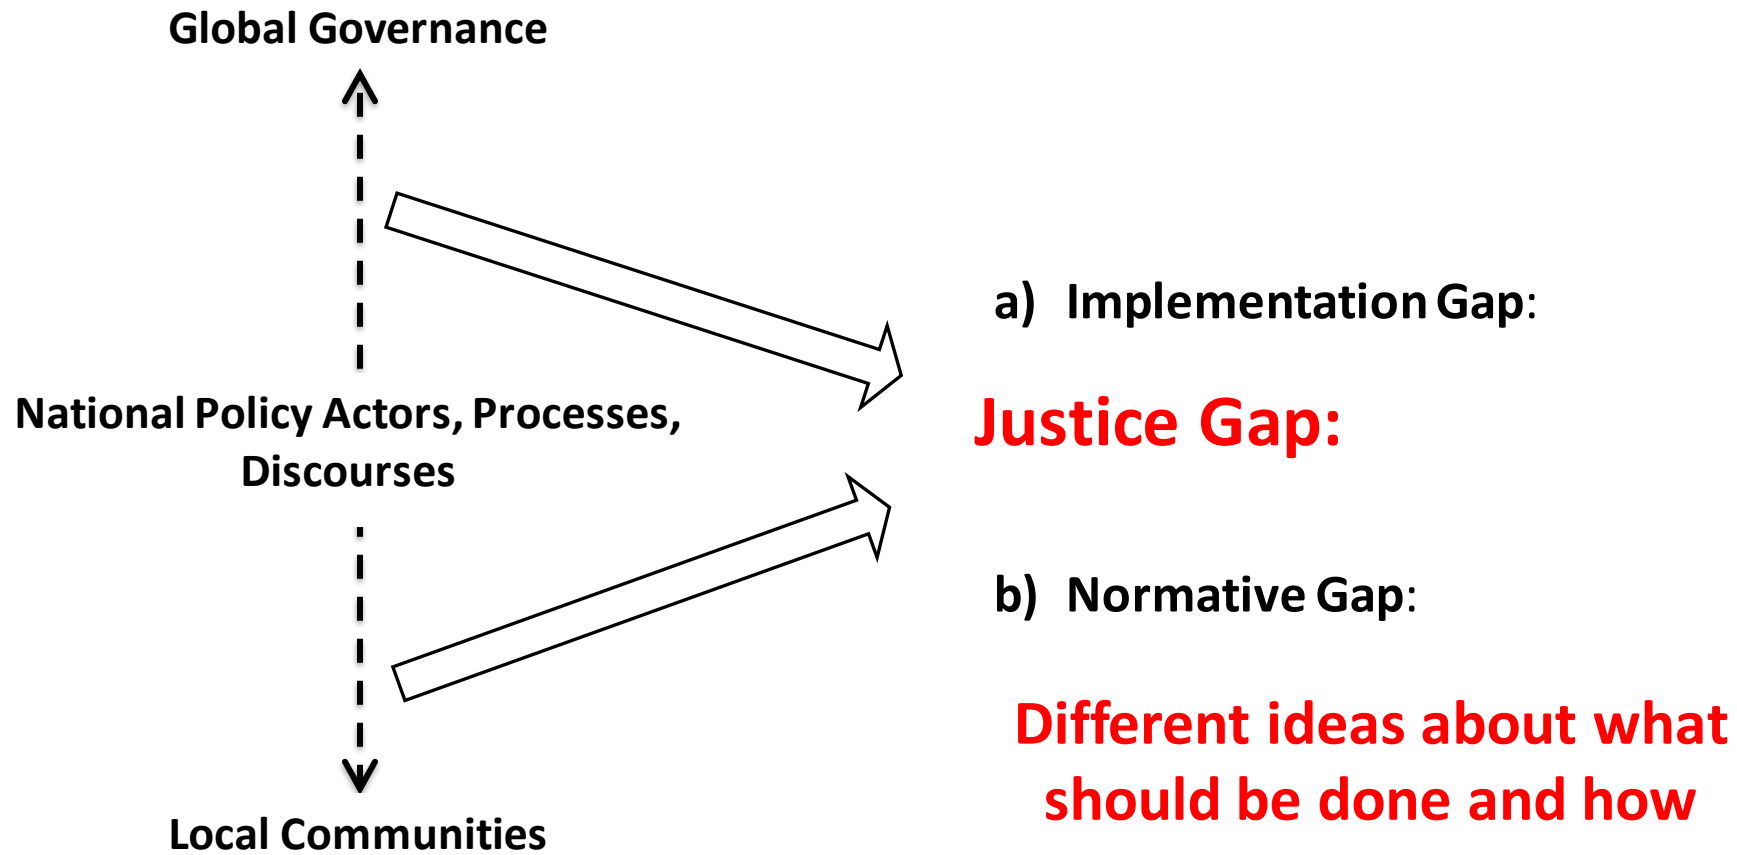 Global Governance
National Policy Actors, Processes,
Discourses
Local Communities
a) Implementation Gap:
Justice Gap:
b) Normative Gap:
Different ideas about what
should be done and how